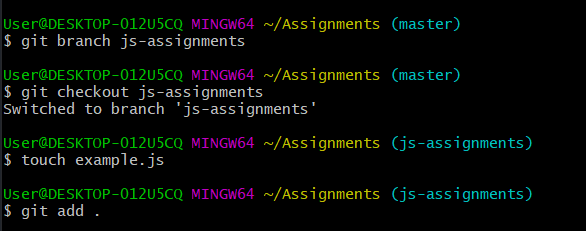 User@DESKTOP-012U5CQ MINGW64 ~/Assignments (master)
$ git branch js-assignments
User@DESKTOP-012U5CQ MINGW64 ~/Assignments (master)
$ git checkout js-assignments
Switched to branch 'js-assignments'
User@DESKTOP-012U5CQ MINGW64 ~/Assignments (js-assignments)
$ touch example.js
User@DESKTOP-012U5CQ MINGW64 ~/Assignments (js-assignments)
$ git add .